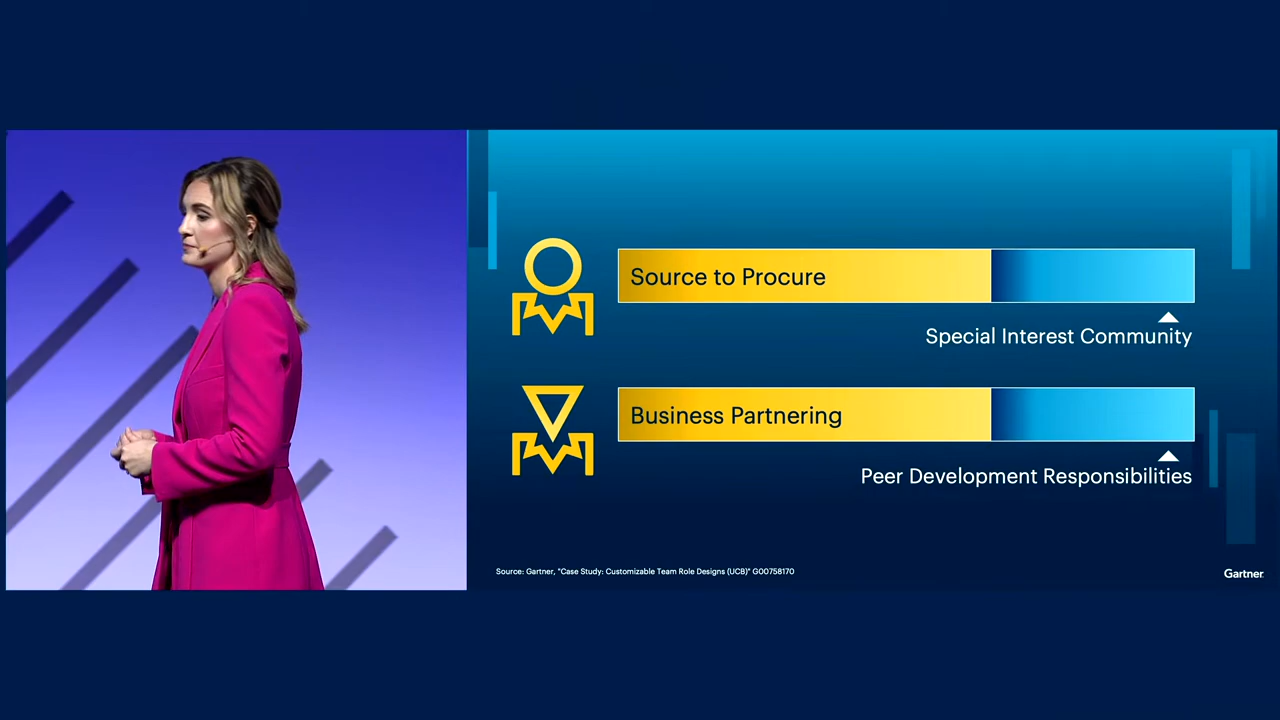 Source to Procure
Special Interest Community
Business Partnering
Peer Development Responsibilities
Source: Gartner, "Case Study: Customizable Team Role Designs (UCB)" G00758170
Gartner